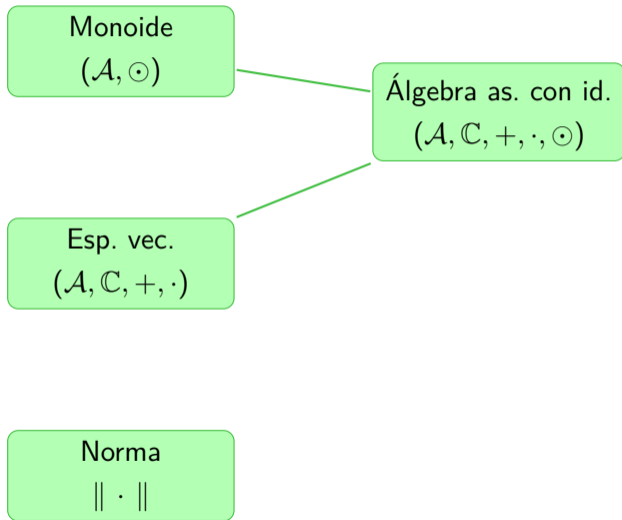 Monoide
(𝒜, ⊙)
Álgebra as. con id.
(𝒜, ℂ, +, ·, ⊙)
Esp. vec.
(𝒜, ℂ, +, ·)
Norma
‖ · ‖